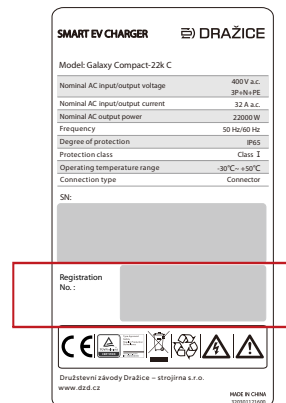 SMART EV CHARGER DRAŽICE
Model: Galaxy Compact-22k C
Nominal AC input/output voltage 400 V a.c. 3P+N+PE
Nominal AC input/output current 32 A a.c.
Nominal AC output power 22000 W
Frequency 50 Hz/60 Hz
Degree of protection IP65
Protection class Class I
Operating temperature range -30℃~ +50℃
Connection type Connector
SN:
Registration
No. :
CE
Družstevní závody Dražice – strojírna s.r.o.
www.dzd.cz
MADE IN CHINA